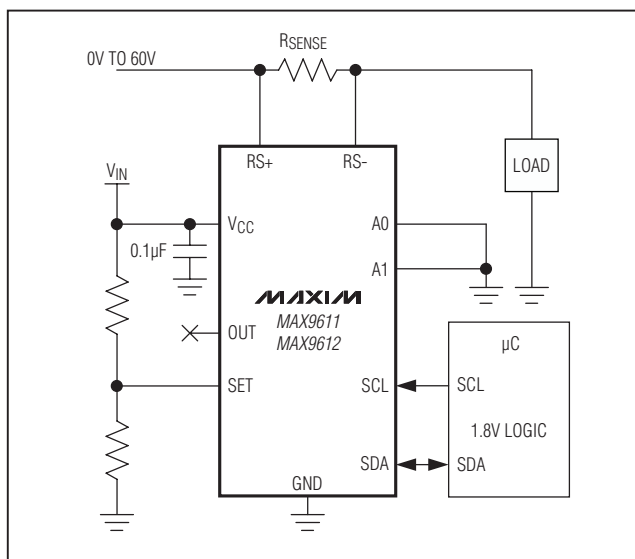 RSENSE
0V TO 60V
RS+ RS-
VIN
LOAD
VCC
A0
0.1µF
A1
MAXIM
MAX9611
MAX9612
OUT
µC
SET
SCL SCL
1.8V LOGIC
SDA SDA
GND